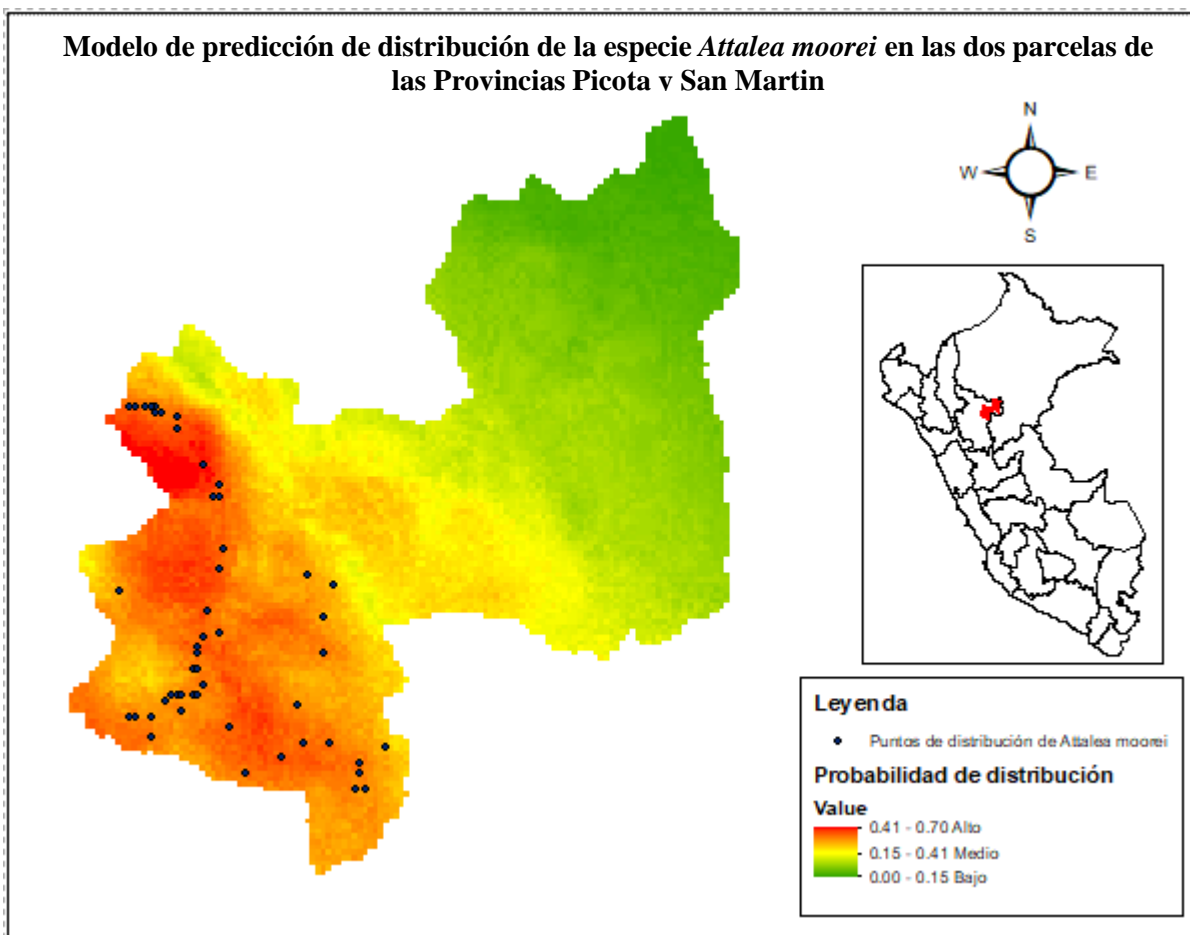 Modelo de predicción de distribución de la especie Attalea moorei en las dos parcelas de
las Provincias Picota y San Martin
N
W
E
S
Leyenda
Puntos de distribución de Attalea moorei
Probabilidad de distribución
Value
0.41 - 0.70 Alto
0.15 - 0.41 Medio
0.00 - 0.15 Bajo